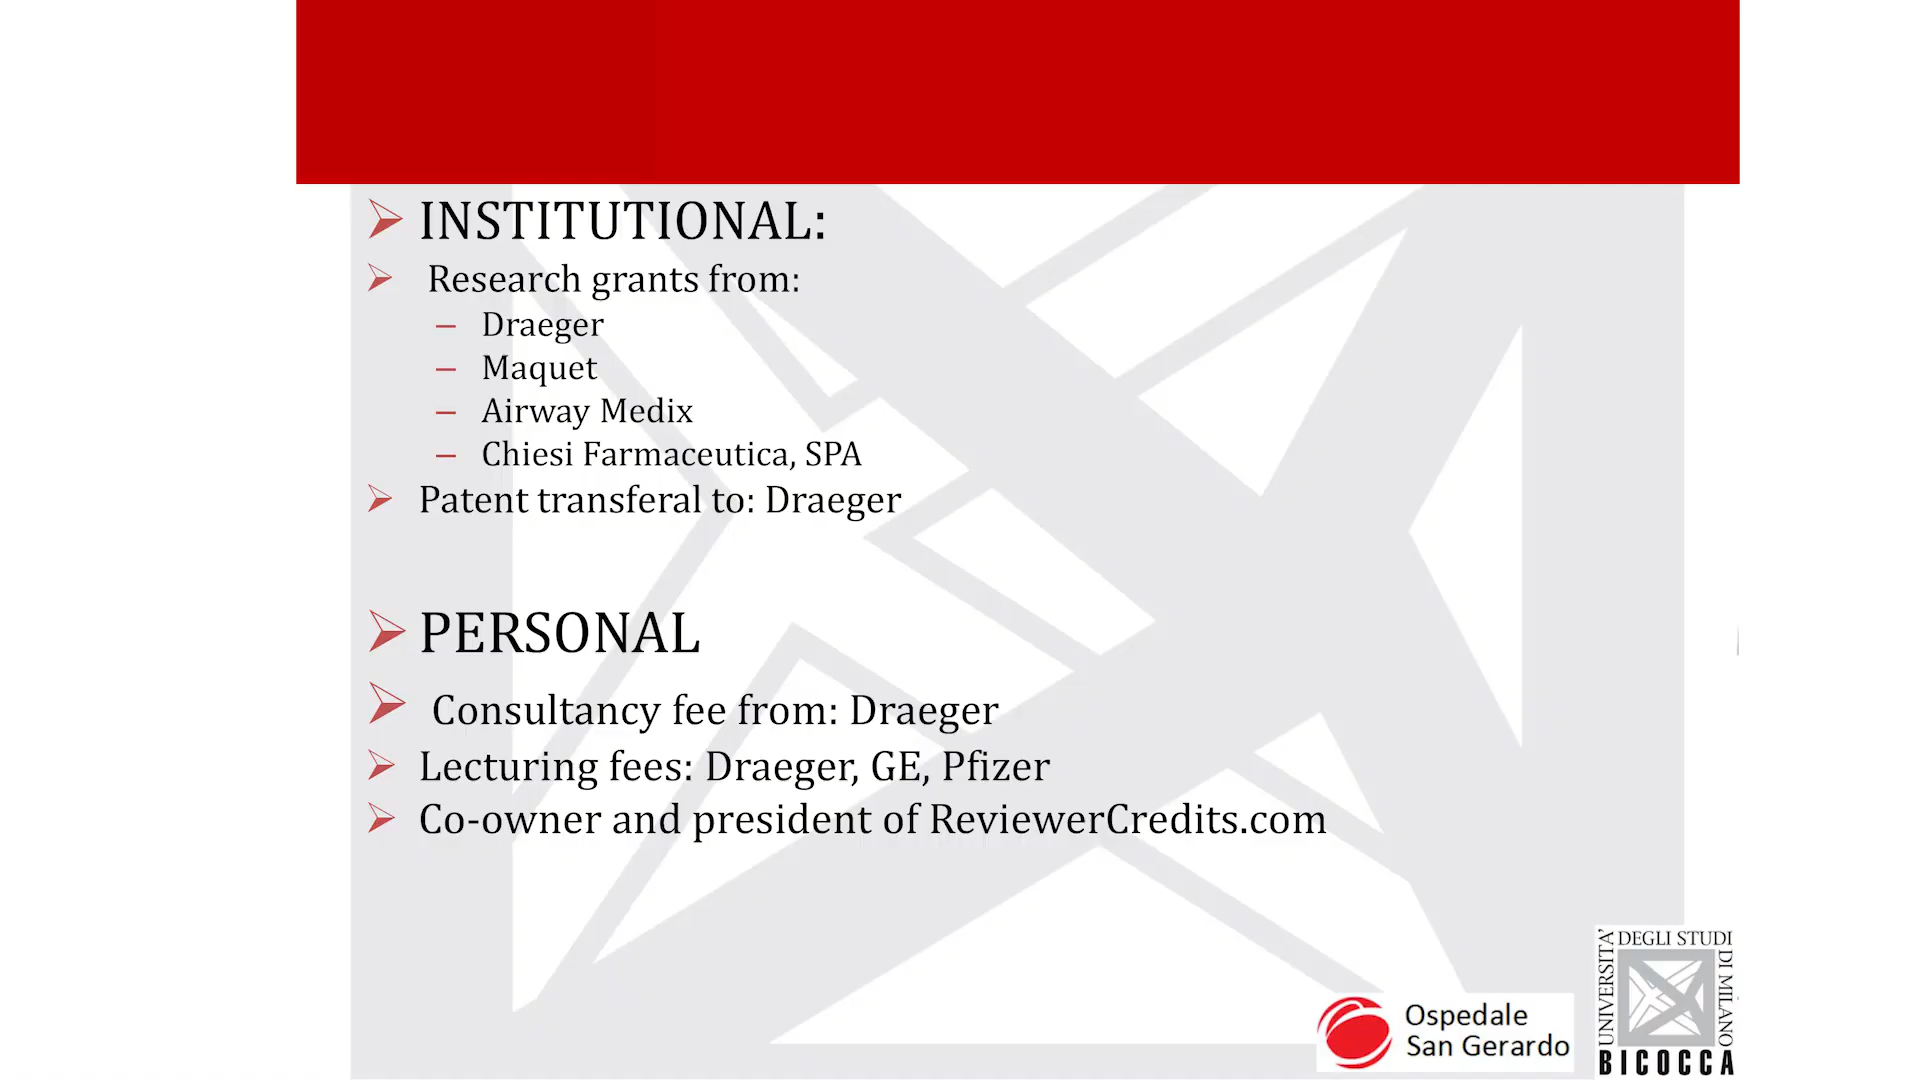 INSTITUTIONAL:
Research grants from:
– Draeger
– Maquet
– Airway Medix
– Chiesi Farmaceutica, SPA
Patent transferal to: Draeger
PERSONAL
Consultancy fee from: Draeger
Lecturing fees: Draeger, GE, Pfizer
Co-owner and president of ReviewerCredits.com
Ospedale
San Gerardo
UNIVERSITA' DEGLI STUDI DI MILANO
BICOCCA